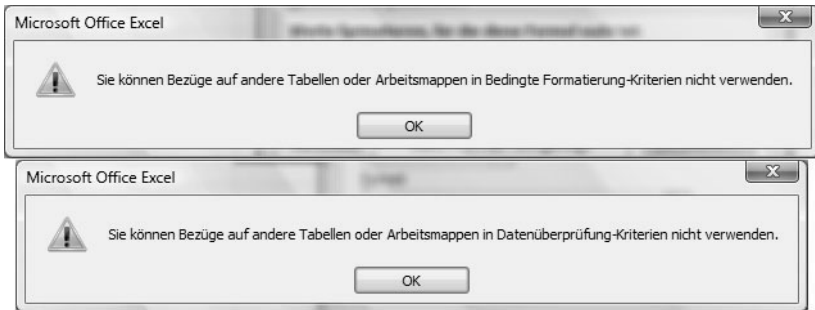 Microsoft Office Excel
Sie können Bezüge auf andere Tabellen oder Arbeitsmappen in Bedingte Formatierung-Kriterien nicht verwenden.
OK
Microsoft Office Excel
Sie können Bezüge auf andere Tabellen oder Arbeitsmappen in Datenüberprüfung-Kriterien nicht verwenden.
OK